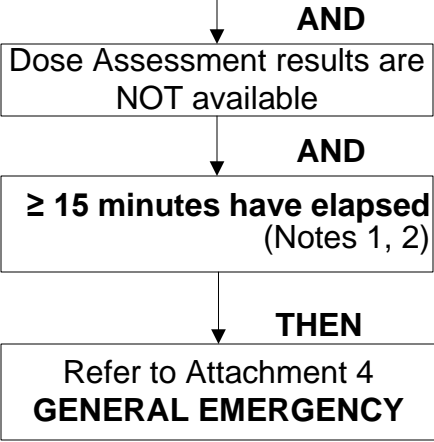 AND
Dose Assessment results are
NOT available
AND
≥ 15 minutes have elapsed
(Notes 1, 2)
THEN
Refer to Attachment 4
GENERAL EMERGENCY